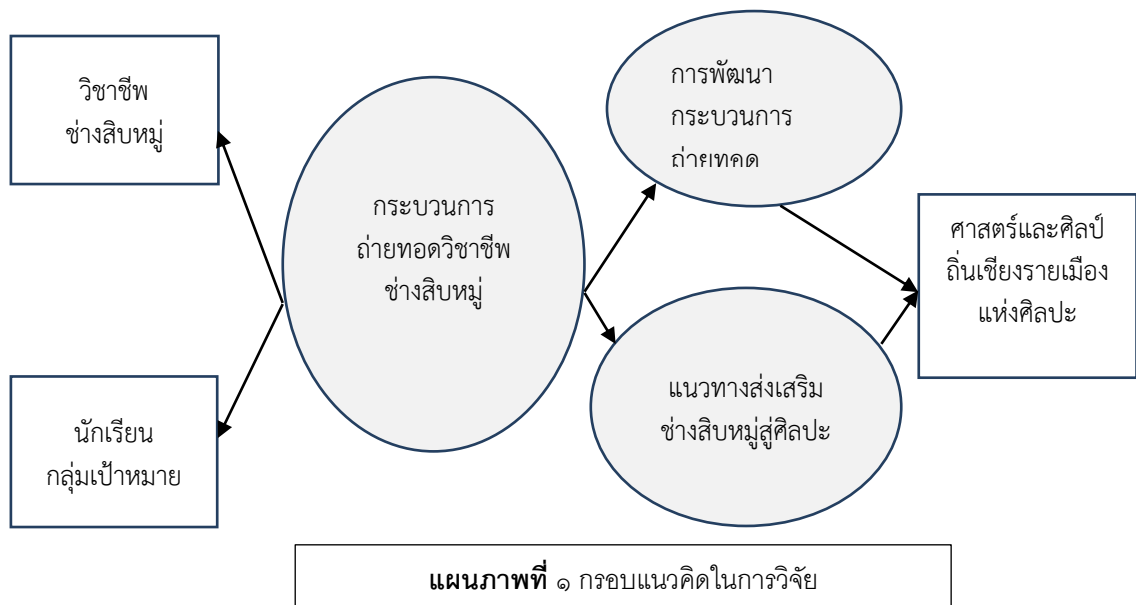 วิชาชีพ
ช่างสิบหมู่
นักเรียน
กลุ่มเป้าหมาย
กระบวนการ
ถ่ายทอดวิชาชีพ
ช่างสิบหมู่
การพัฒนา
กระบวนการ
ถ่ายทคด
แนวทางส่งเสริม
ช่างสิบหมู่สู่ศิลปะ
ศาสตร์และศิลป์
ถิ่นเชียงรายเมือง
แห่งศิลปะ
แผนภาพที่ ๑ กรอบแนวคิดในการวิจัย